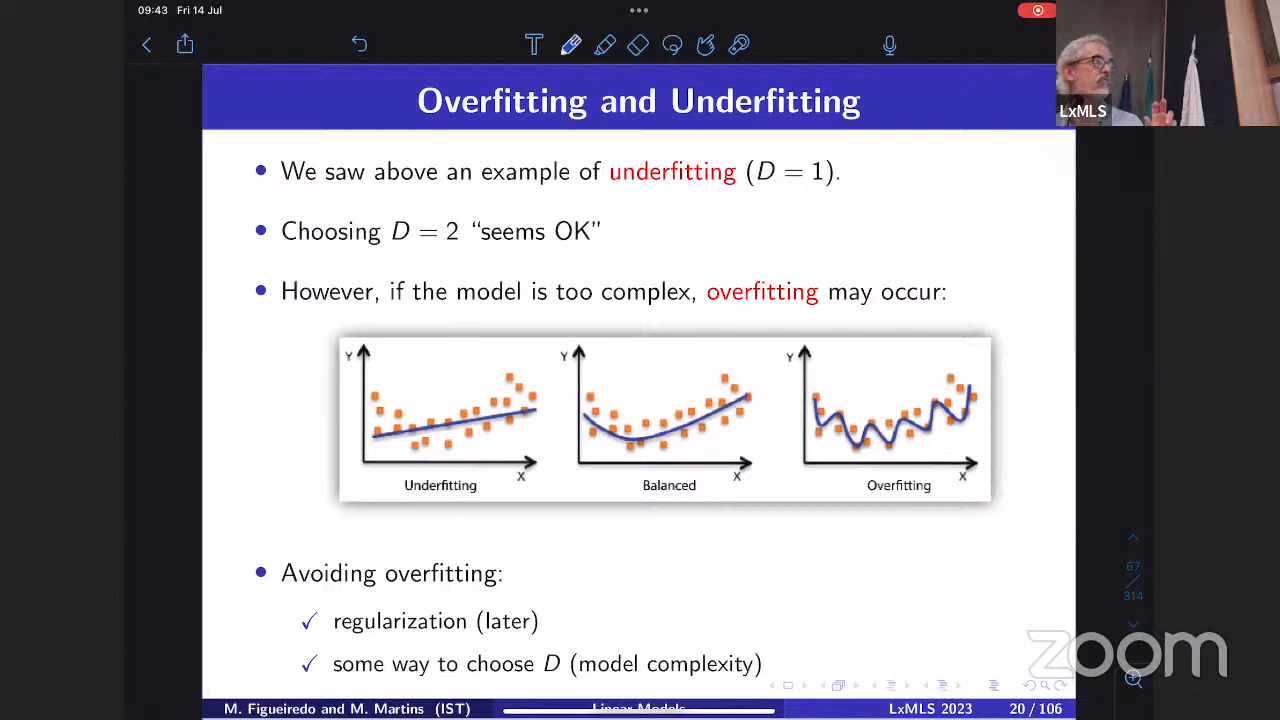 09:43 Fri 14 Jul
LxMLS
Overfitting and Underfitting
• We saw above an example of underfitting (D = 1).
• Choosing D = 2 “seems OK”
• However, if the model is too complex, overfitting may occur:
Y
X
Underfitting
Y
X
Balanced
Y
X
Overfitting
• Avoiding overfitting:
✓ regularization (later)
✓ some way to choose D (model complexity)
67
314
zoom
M. Figueiredo and M. Martins (IST)
Linear Models
LxMLS 2023
20 / 106